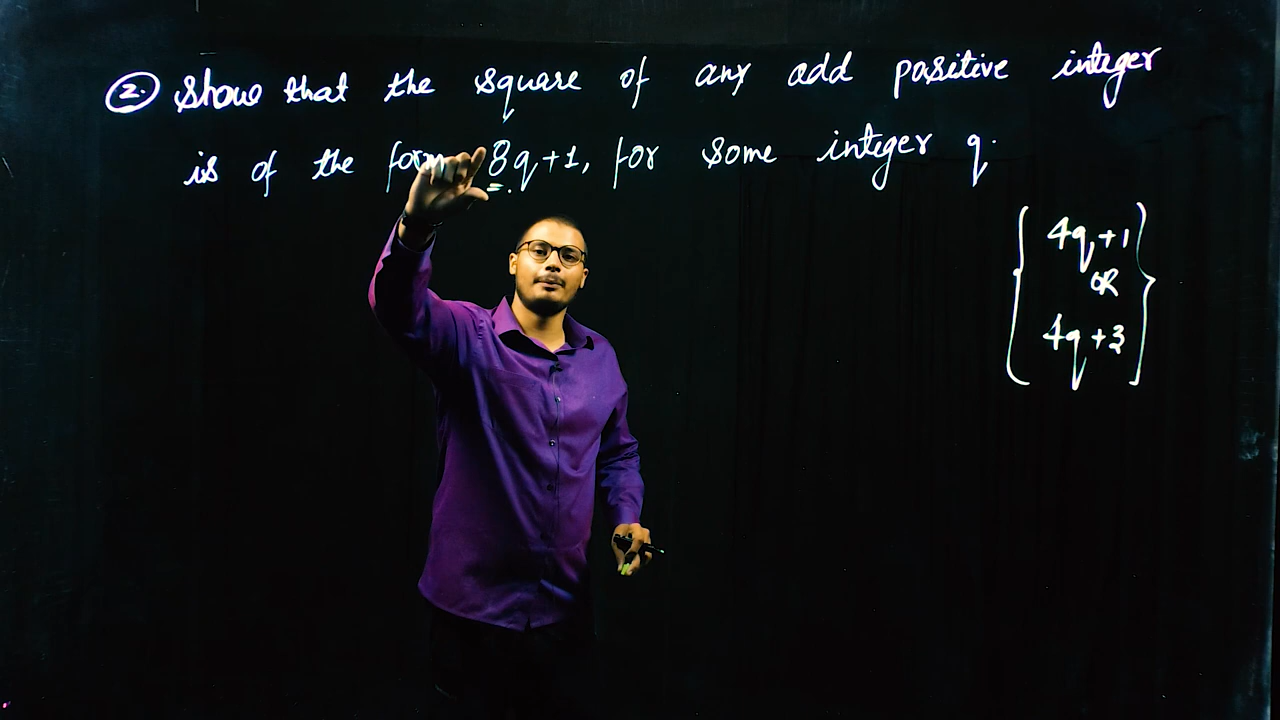 2. Show that the square of any odd positive integer
is of the form 8q+1, for some integer q.
4q+1
OR
4q+3